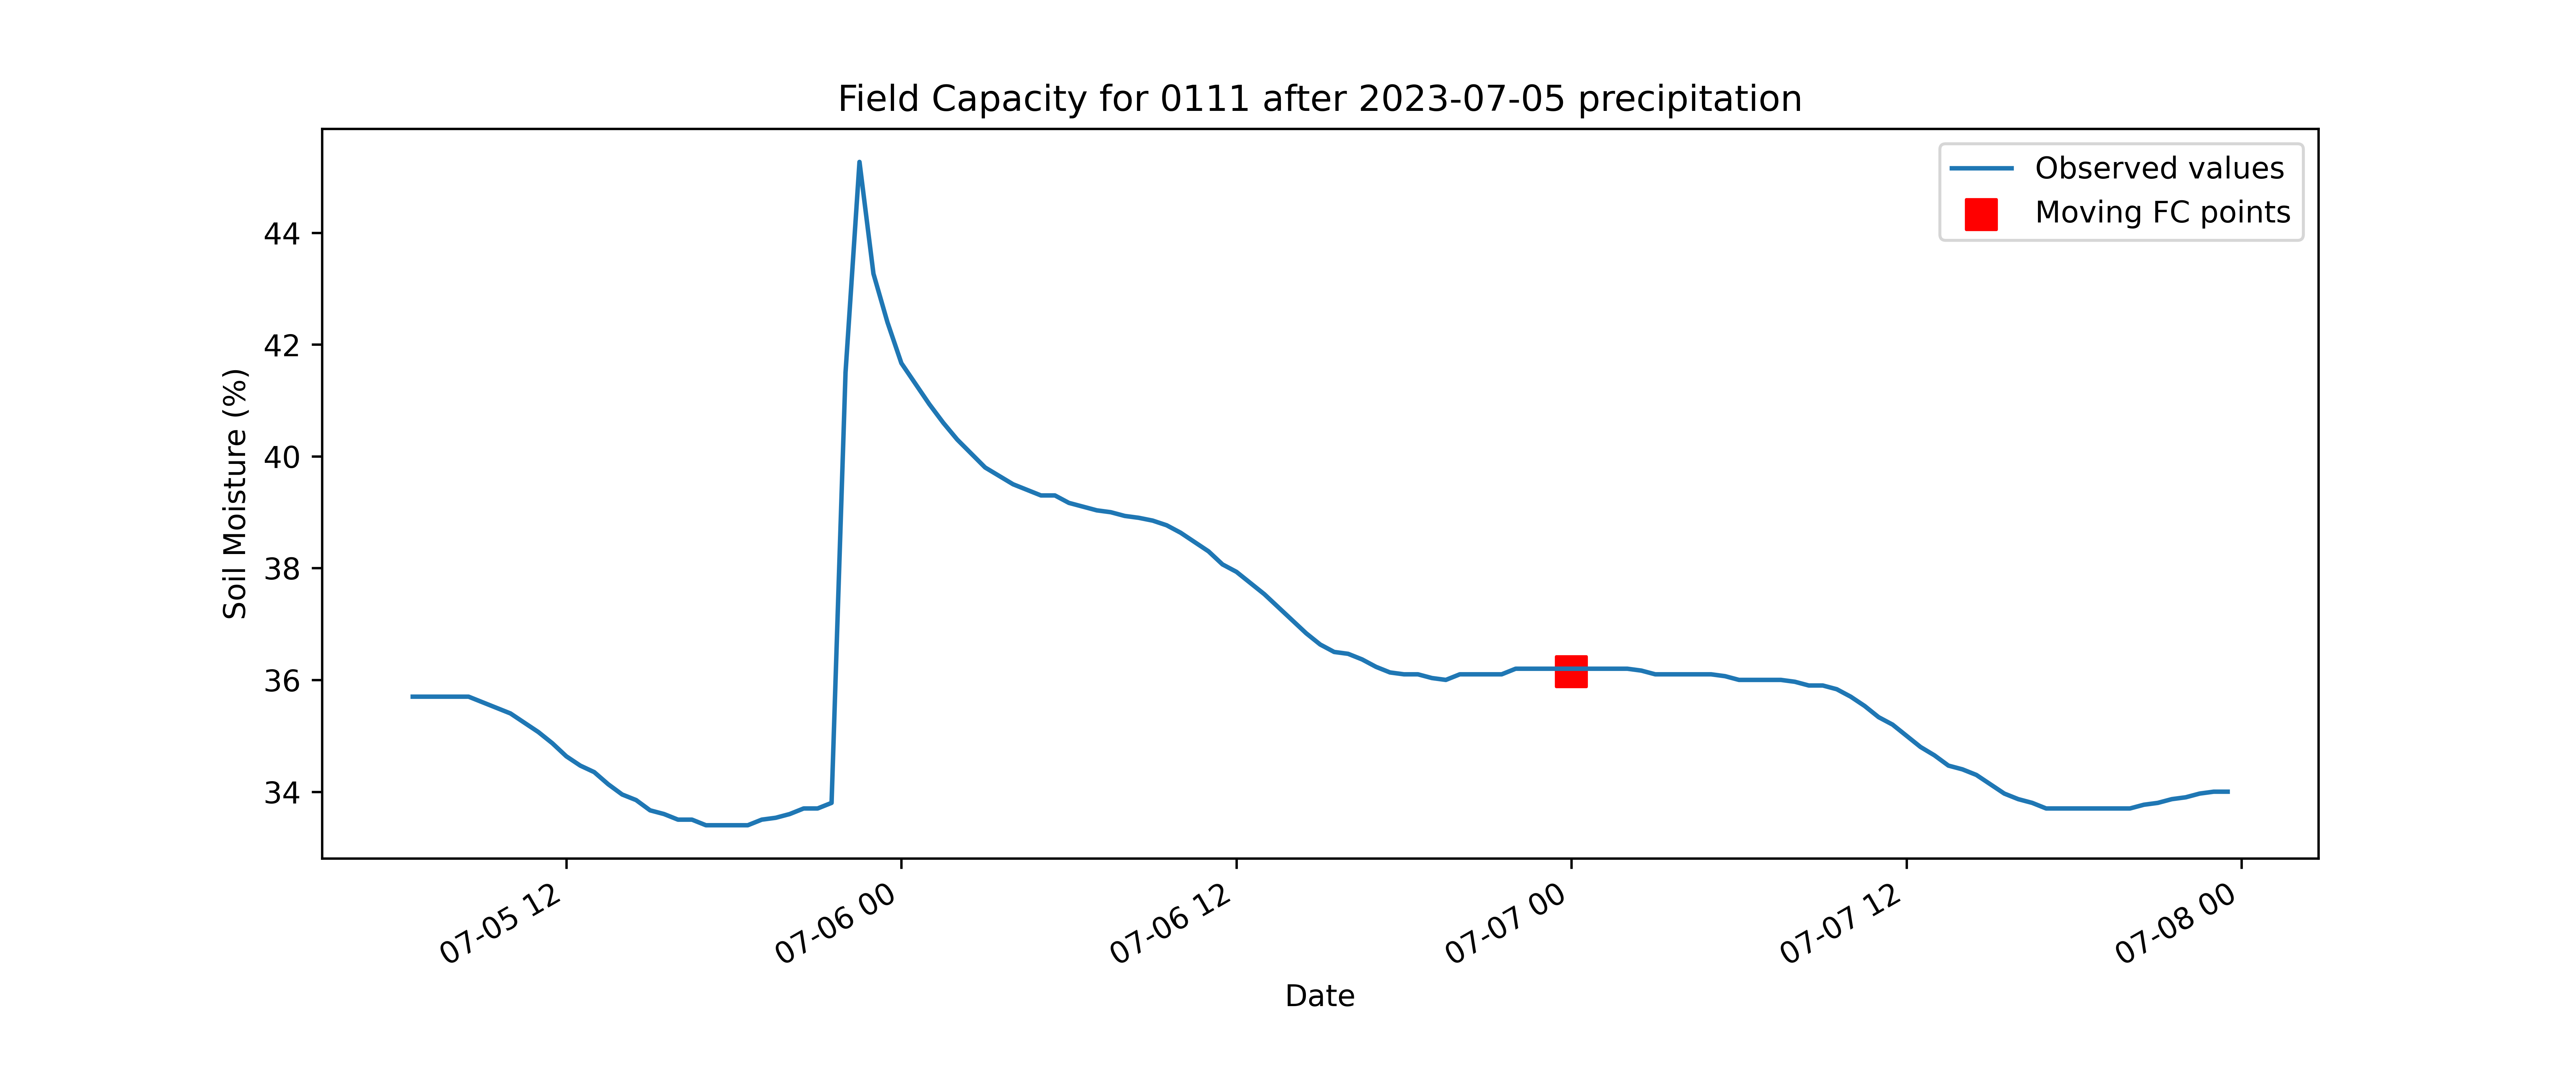 Field Capacity for 0111 after 2023-07-05 precipitation
Observed values
Moving FC points
Soil Moisture (%)
44
42
40
38
36
34
07-05 12
07-06 00
07-06 12
07-07 00
07-07 12
07-08 00
Date